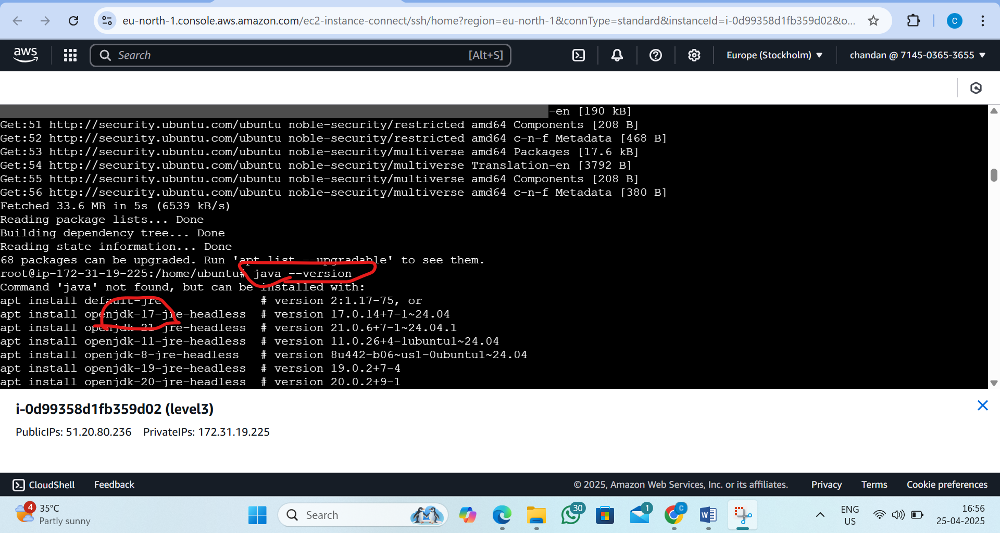 eu-north-1.console.aws.amazon.com/ec2-instance-connect/ssh/home?region=eu-north-1&connType=standard&instanceId=i-0d99358d1fb359d02&o...
C
aws
Search
[Alt+S]
Europe (Stockholm)
chandan @ 7145-0365-3655
-en [190 kB]
Get:51 http://security.ubuntu.com/ubuntu noble-security/restricted amd64 Components [208 B]
Get:52 http://security.ubuntu.com/ubuntu noble-security/restricted amd64 c-n-f Metadata [468 B]
Get:53 http://security.ubuntu.com/ubuntu noble-security/multiverse amd64 Packages [17.6 kB]
Get:54 http://security.ubuntu.com/ubuntu noble-security/multiverse Translation-en [3792 B]
Get:55 http://security.ubuntu.com/ubuntu noble-security/multiverse amd64 Components [208 B]
Get:56 http://security.ubuntu.com/ubuntu noble-security/multiverse amd64 c-n-f Metadata [380 B]
Fetched 33.6 MB in 5s (6539 kB/s)
Reading package lists... Done
Building dependency tree... Done
Reading state information... Done
68 packages can be upgraded. Run 'apt list --upgradable' to see them.
root@ip-172-31-19-225:/home/ubuntu# java --version
Command 'java' not found, but can be installed with:
apt install default-jre # version 2:1.17-75, or
apt install openjdk-17-jre-headless # version 17.0.14+7-1~24.04
apt install openjdk-21-jre-headless # version 21.0.6+7-1~24.04.1
apt install openjdk-11-jre-headless # version 11.0.26+4-1ubuntu1~24.04
apt install openjdk-8-jre-headless # version 8u442-b06~us1-0ubuntu1~24.04
apt install openjdk-19-jre-headless # version 19.0.2+7-4
apt install openjdk-20-jre-headless # version 20.0.2+9-1
i-0d99358d1fb359d02 (level3)
PublicIPs: 51.20.80.236 PrivateIPs: 172.31.19.225
CloudShell Feedback
© 2025, Amazon Web Services, Inc. or its affiliates. Privacy Terms Cookie preferences
4
35°C
Partly sunny
Search
30
1
C
W
ENG
US
16:56
25-04-2025